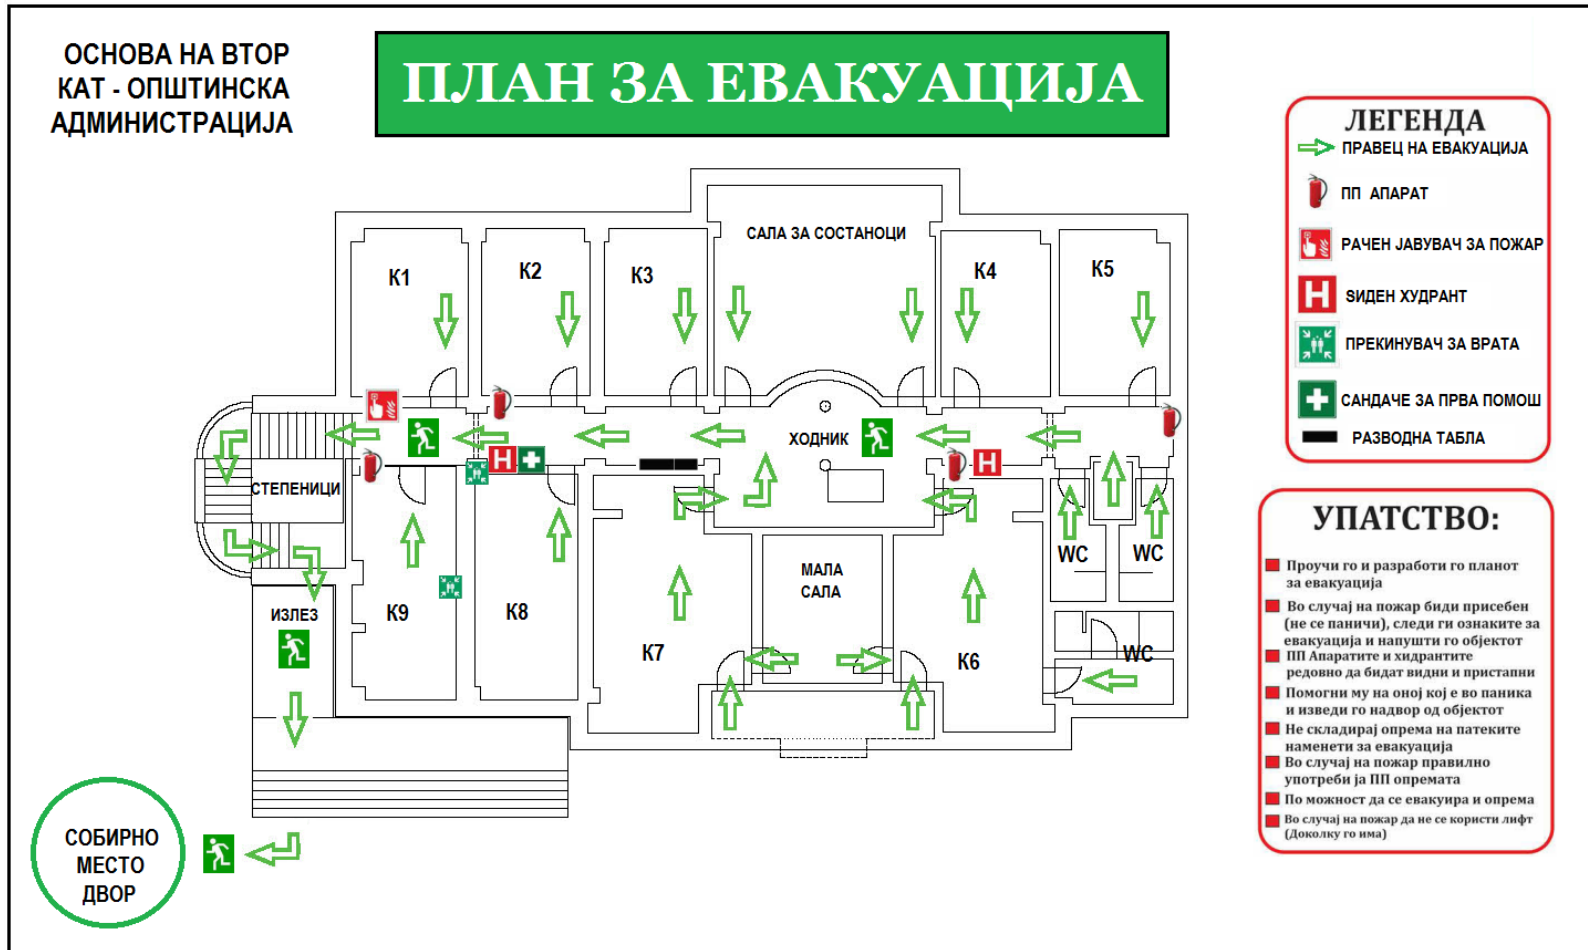 ОСНОВА НА ВТОР
КАТ - ОПШТИНСКА
АДМИНИСТРАЦИЈА
ПЛАН ЗА ЕВАКУАЦИЈА
ЛЕГЕНДА
ПРАВЕЦ НА ЕВАКУАЦИЈА
ПП АПАРАТ
РАЧЕН ЈАВУВАЧ ЗА ПОЖАР
H
ЅИДЕН ХУДРАНТ
ПРЕКИНУВАЧ ЗА ВРАТА
САНДАЧЕ ЗА ПРВА ПОМОШ
РАЗВОДНА ТАБЛА
САЛА ЗА СОСТАНОЦИ
К1
К2
К3
К4
К5
ХОДНИК
H
H
СТЕПЕНИЦИ
WC
WC
МАЛА
САЛА
ИЗЛЕЗ
К9
К8
К7
К6
WC
УПАТСТВО:
Проучи го и разработи го планот
за евакуација
Во случај на пожар биди присебен
(не се паничи), следи ги ознаките за
евакуација и напушти го објектот
ПП Апаратите и хидрантите
редовно да бидат видни и пристапни
Помогни му на оној кој е во паника
и изведи го надвор од објектот
Не складирај опрема на патеките
наменети за евакуација
Во случај на пожар правилно
употреби ја ПП опремата
По можност да се евакуира и опрема
Во случај на пожар да не се користи лифт
(Доколку го има)
СОБИРНО
МЕСТО
ДВОР